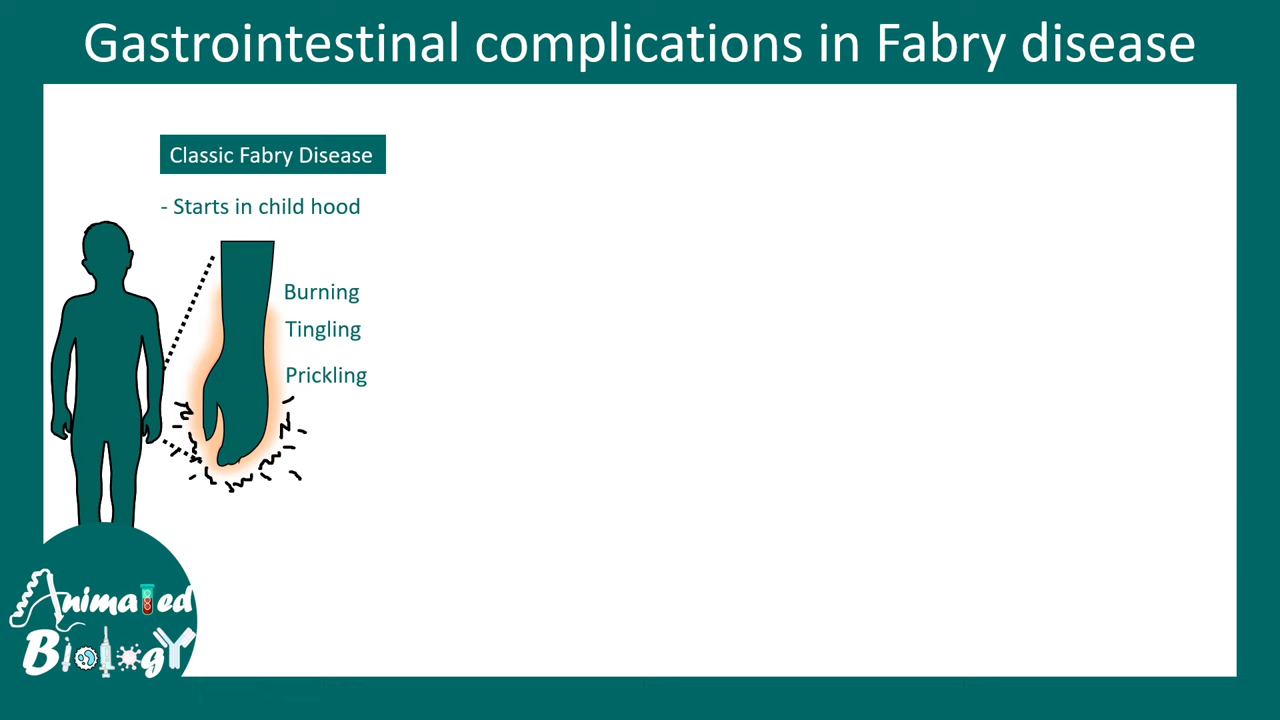 Gastrointestinal complications in Fabry disease
Classic Fabry Disease
- Starts in child hood
Burning
Tingling
Prickling
Animated
Biology